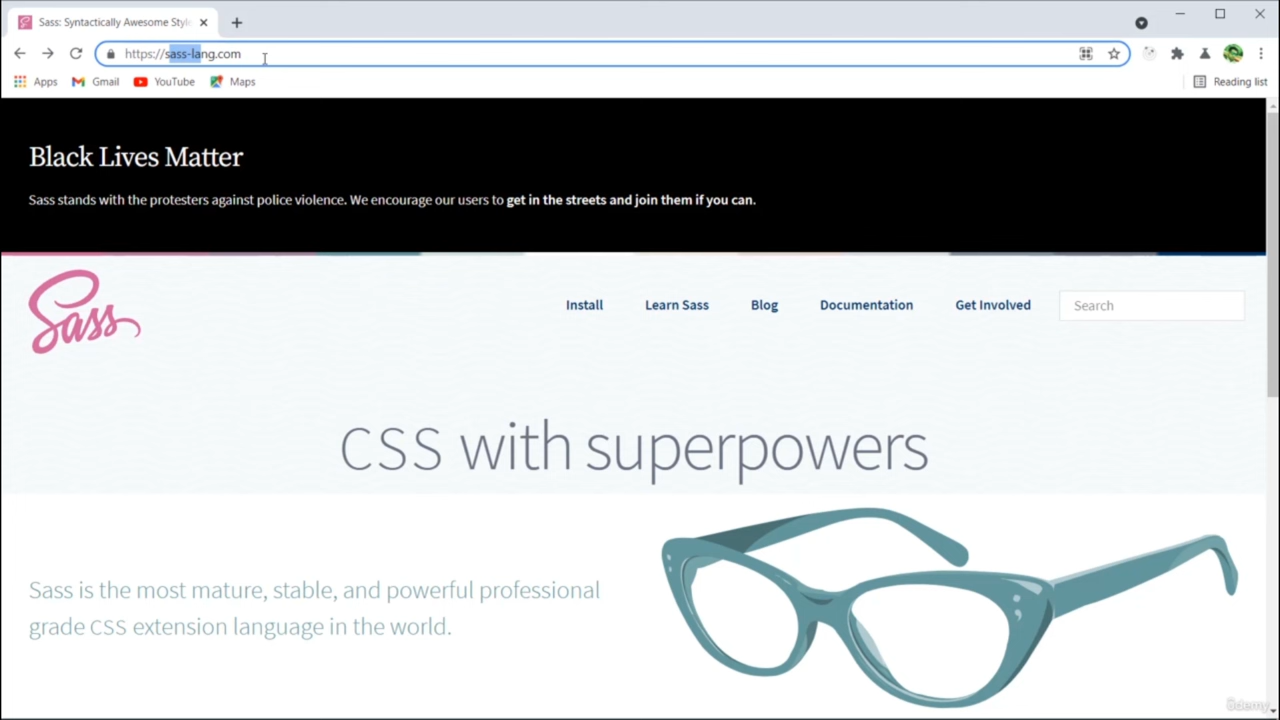 Sass: Syntactically Awesome Style
https://sass-lang.com
Apps
Gmail
YouTube
Maps
Reading list
Black Lives Matter
Sass stands with the protesters against police violence. We encourage our users to get in the streets and join them if you can.
Sass
Install
Learn Sass
Blog
Documentation
Get Involved
Search
CSS with superpowers
Sass is the most mature, stable, and powerful professional
grade CSS extension language in the world.
ûdemy